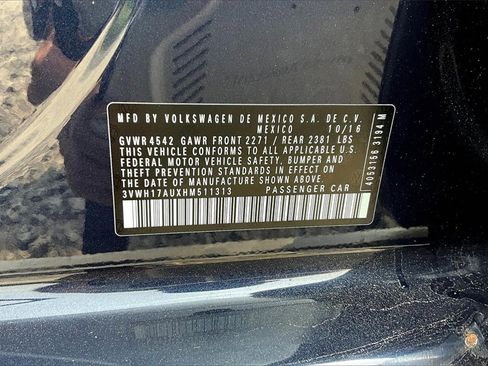 MFD BY VOLKSWAGEN DE MEXICO S.A. DE C.V.
MEXICO 10/16
GVWR 4542 GAWR FRONT 2271 / REAR 2381 LBS
THIS VEHICLE CONFORMS TO ALL APPLICABLE U.S.
FEDERAL MOTOR VEHICLE SAFETY, BUMPER AND
THEFT PREVENTION STANDARDS IN EFFECT ON THE
DATE OF MANUFACTURE SHOWN ABOVE.
3VWH17AUXHM511313 PASSENGER CAR
4053156 3194 M